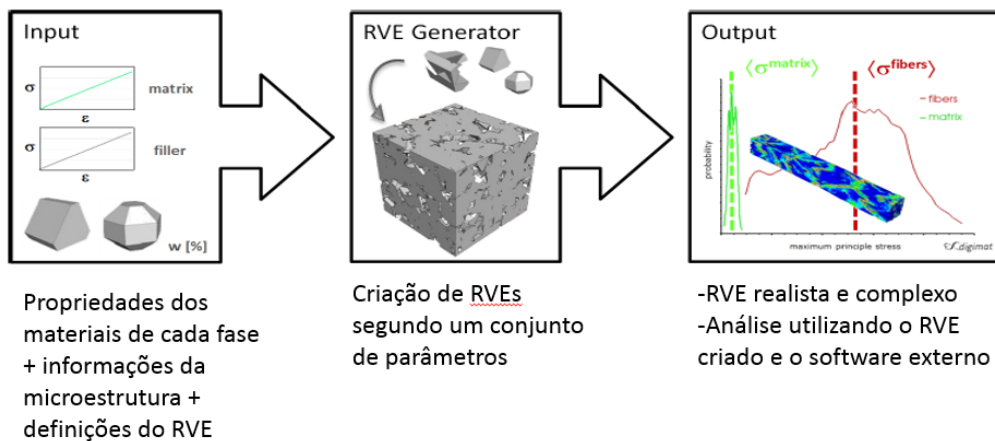 Input
σ
matrix
ε
σ
filler
ε
w [%]
RVE Generator
Output
⟨σmatrix⟩
⟨σfibers⟩
fibers
matrix
probability
maximum principle stress
digimat
Propriedades dos
materiais de cada fase
+ informações da
microestrutura +
definições do RVE
Criação de RVEs
segundo um conjunto
de parâmetros
-RVE realista e complexo
-Análise utilizando o RVE
criado e o software externo